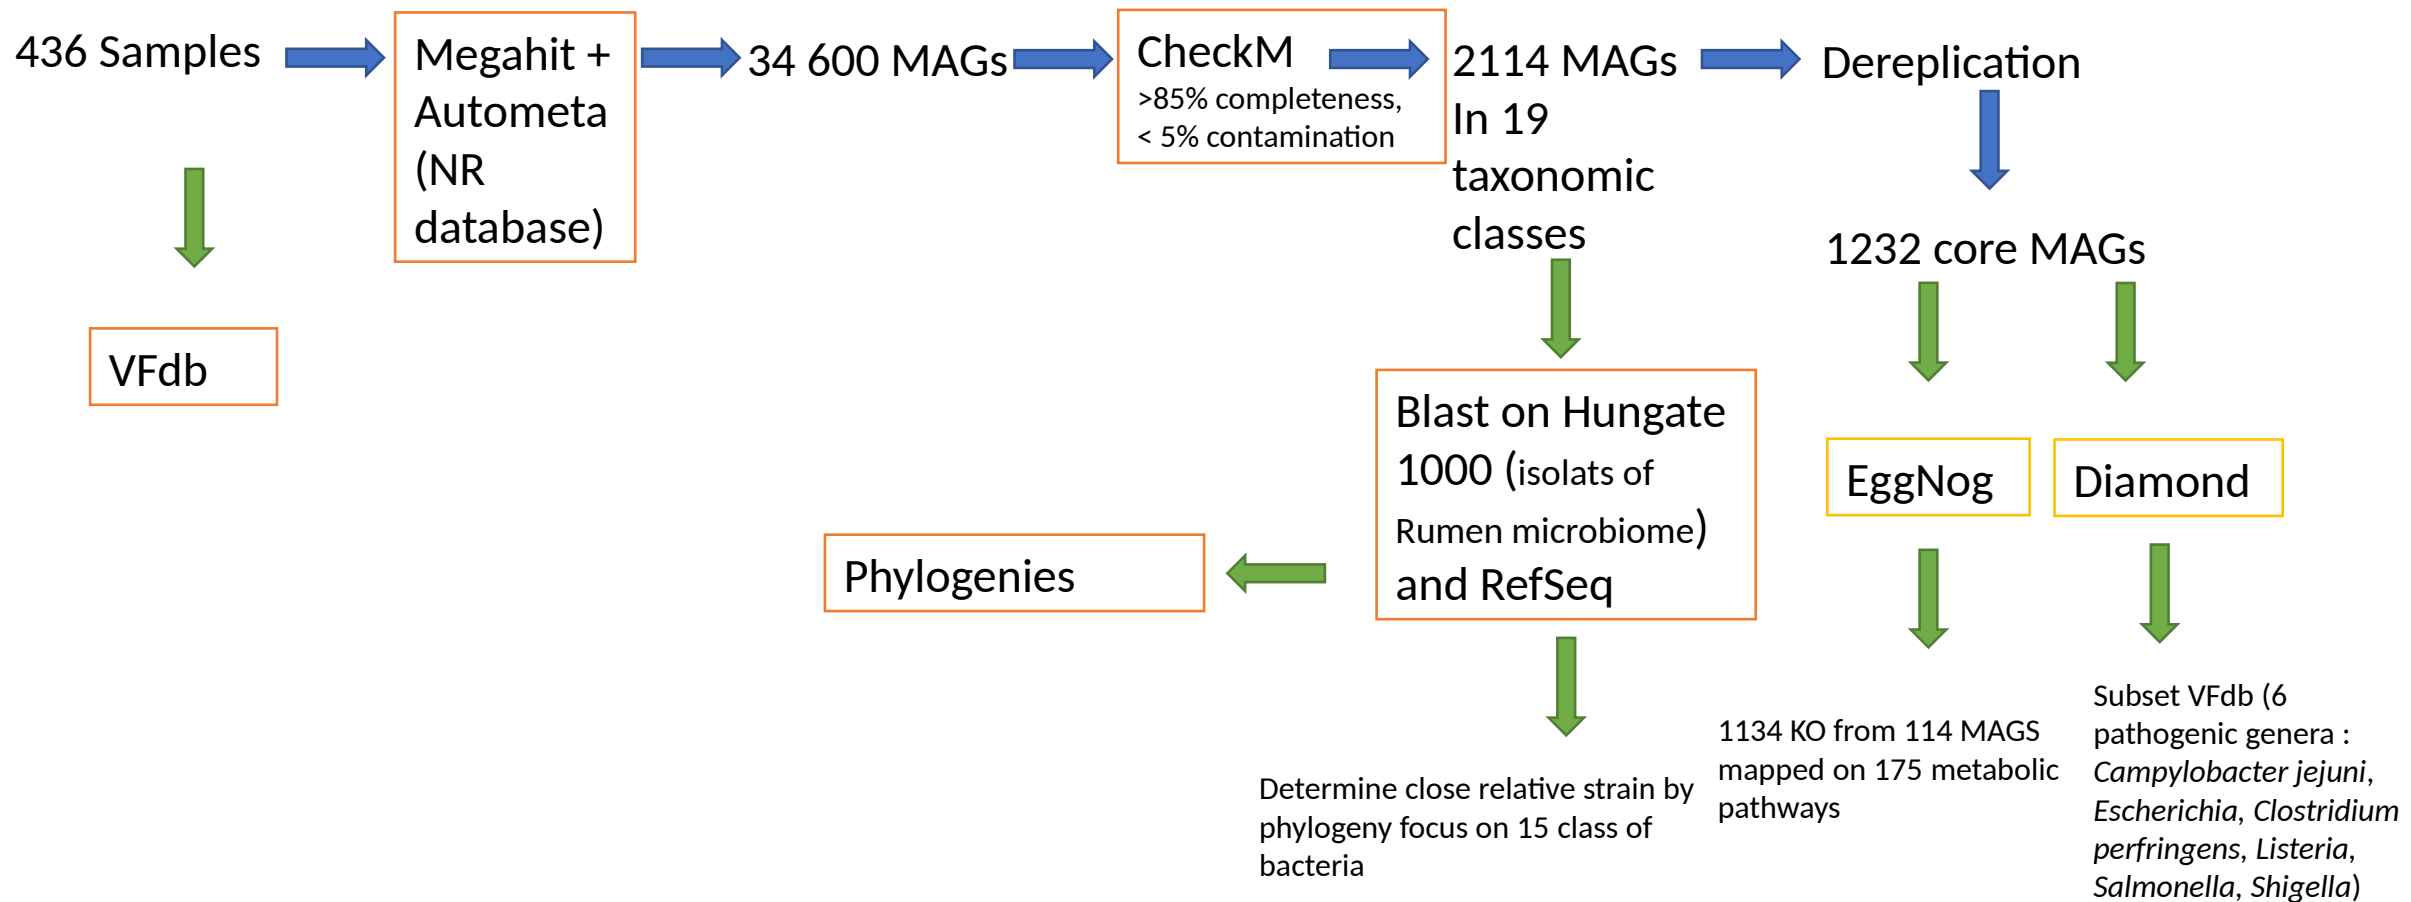 436 Samples
Megahit +
Autometa
(NR
database)
34 600 MAGs
CheckM
>85% completeness,
< 5% contamination
2114 MAGs
In 19
taxonomic
classes
Dereplication
1232 core MAGs
VFdb
Blast on Hungate
1000 (isolats of
Rumen microbiome)
and RefSeq
EggNog
Diamond
Phylogenies
Determine close relative strain by
phylogeny focus on 15 class of
bacteria
1134 KO from 114 MAGS
mapped on 175 metabolic
pathways
Subset VFdb (6
pathogenic genera :
Campylobacter jejuni,
Escherichia, Clostridium
perfringens, Listeria,
Salmonella, Shigella)